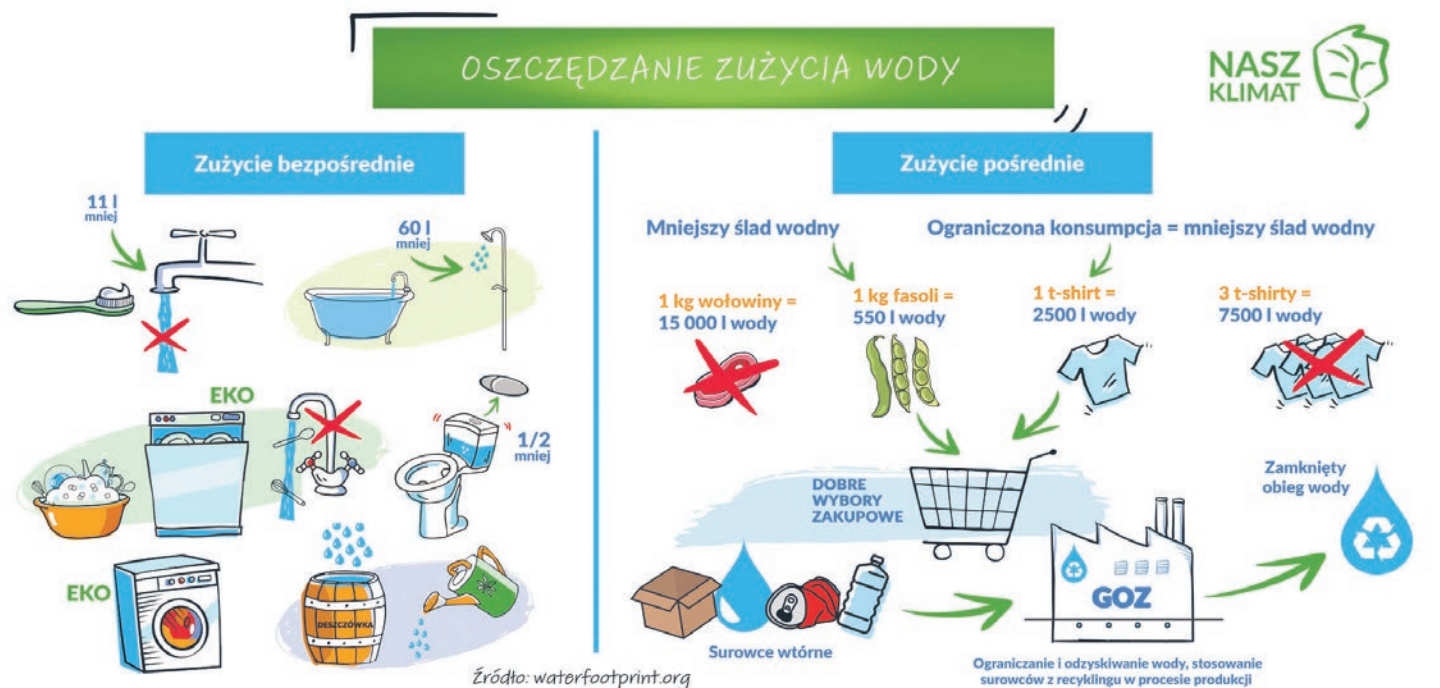 OSZCZĘDZANIE ZUŻYCIA WODY
NASZ
KLIMAT
Zużycie bezpośrednie
11 l
mniej
60 l
mniej
EKO
1/2
mniej
EKO
DESZCZÓWKA
Zużycie pośrednie
Mniejszy ślad wodny
Ograniczona konsumpcja = mniejszy ślad wodny
1 kg wołowiny =
15 000 l wody
1 kg fasoli =
550 l wody
1 t-shirt =
2500 l wody
3 t-shirty =
7500 l wody
DOBRE
WYBORY
ZAKUPOWE
Zamknięty
obieg wody
GOZ
Surowce wtórne
Ograniczanie i odzyskiwanie wody, stosowanie
surowców z recyklingu w procesie produkcji
Źródło: waterfootprint.org